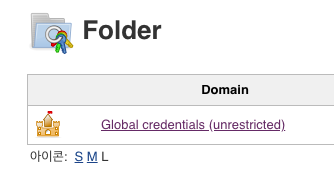 Folder
Domain
Global credentials (unrestricted)
아이콘: S M L